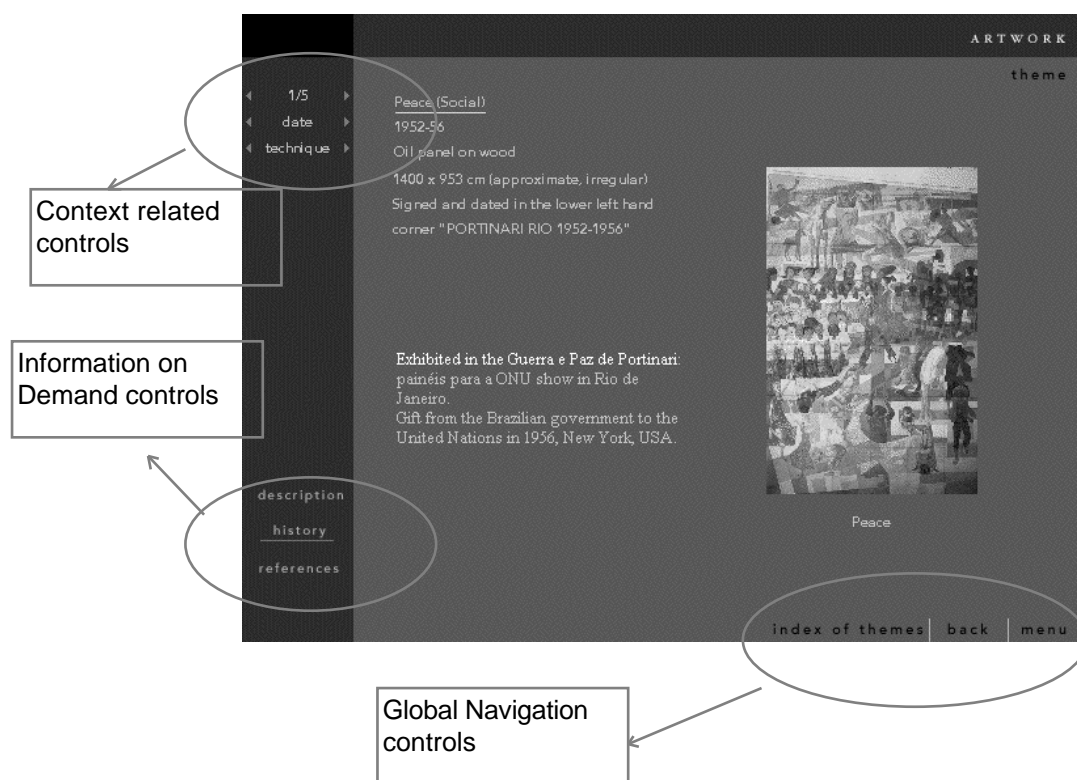 ARTWORK
theme
1/5
date
technique
Peace (Social)
1952-56
Oil panel on wood
1400 x 953 cm (approximate, irregular)
Signed and dated in the lower left hand
corner "PORTINARI RIO 1952-1956"
Context related
controls
Information on
Demand controls
Exhibited in the Guerra e Paz de Portinari:
painéis para a ONU show in Rio de
Janeiro.
Gift from the Brazilian government to the
United Nations in 1956, New York, USA.
description
history
references
Peace
index of themes
back
menu
Global Navigation
controls